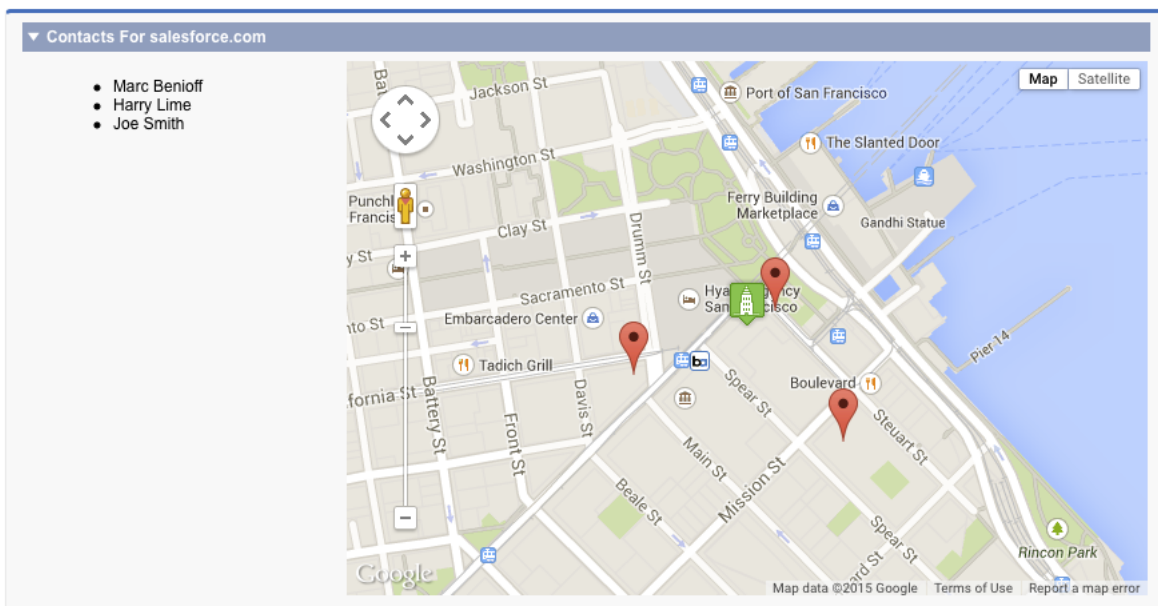 Contacts For salesforce.com
Marc Benioff
Harry Lime
Joe Smith
Map
Satellite
Jackson St
Port of San Francisco
Washington St
The Slanted Door
Ferry Building
Marketplace
Gandhi Statue
Clay St
Drumm St
Sacramento St
Embarcadero Center
Tadich Grill
Pier 14
Boulevard
Battery St
Front St
Davis St
Spear St
Steuart St
Main St
Mission St
Beale St
Spear St
Rincon Park
Google
Map data ©2015 Google
Terms of Use
Report a map error